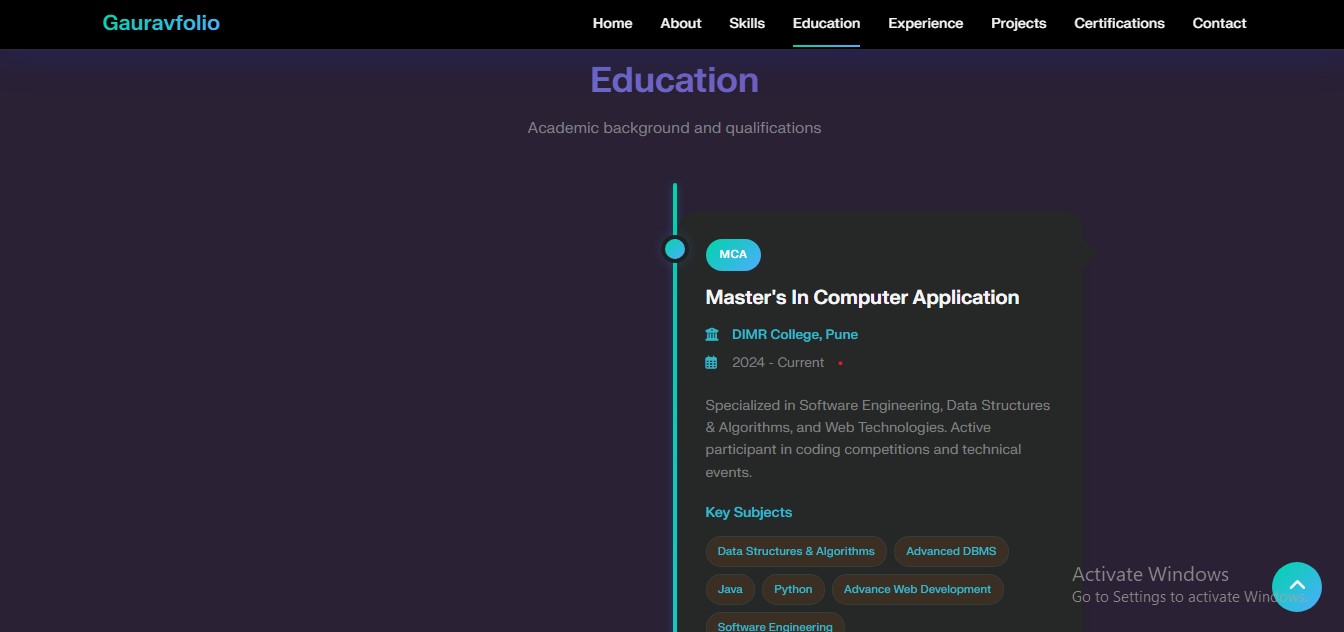 Gauravfolio
Home About Skills Education Experience Projects Certifications Contact
Education
Academic background and qualifications
MCA
Master's In Computer Application
DIMR College, Pune
2024 - Current
Specialized in Software Engineering, Data Structures
& Algorithms, and Web Technologies. Active
participant in coding competitions and technical
events.
Key Subjects
Data Structures & Algorithms Advanced DBMS
Java Python Advance Web Development
Software Engineering
Activate Windows
Go to Settings to activate Windows.